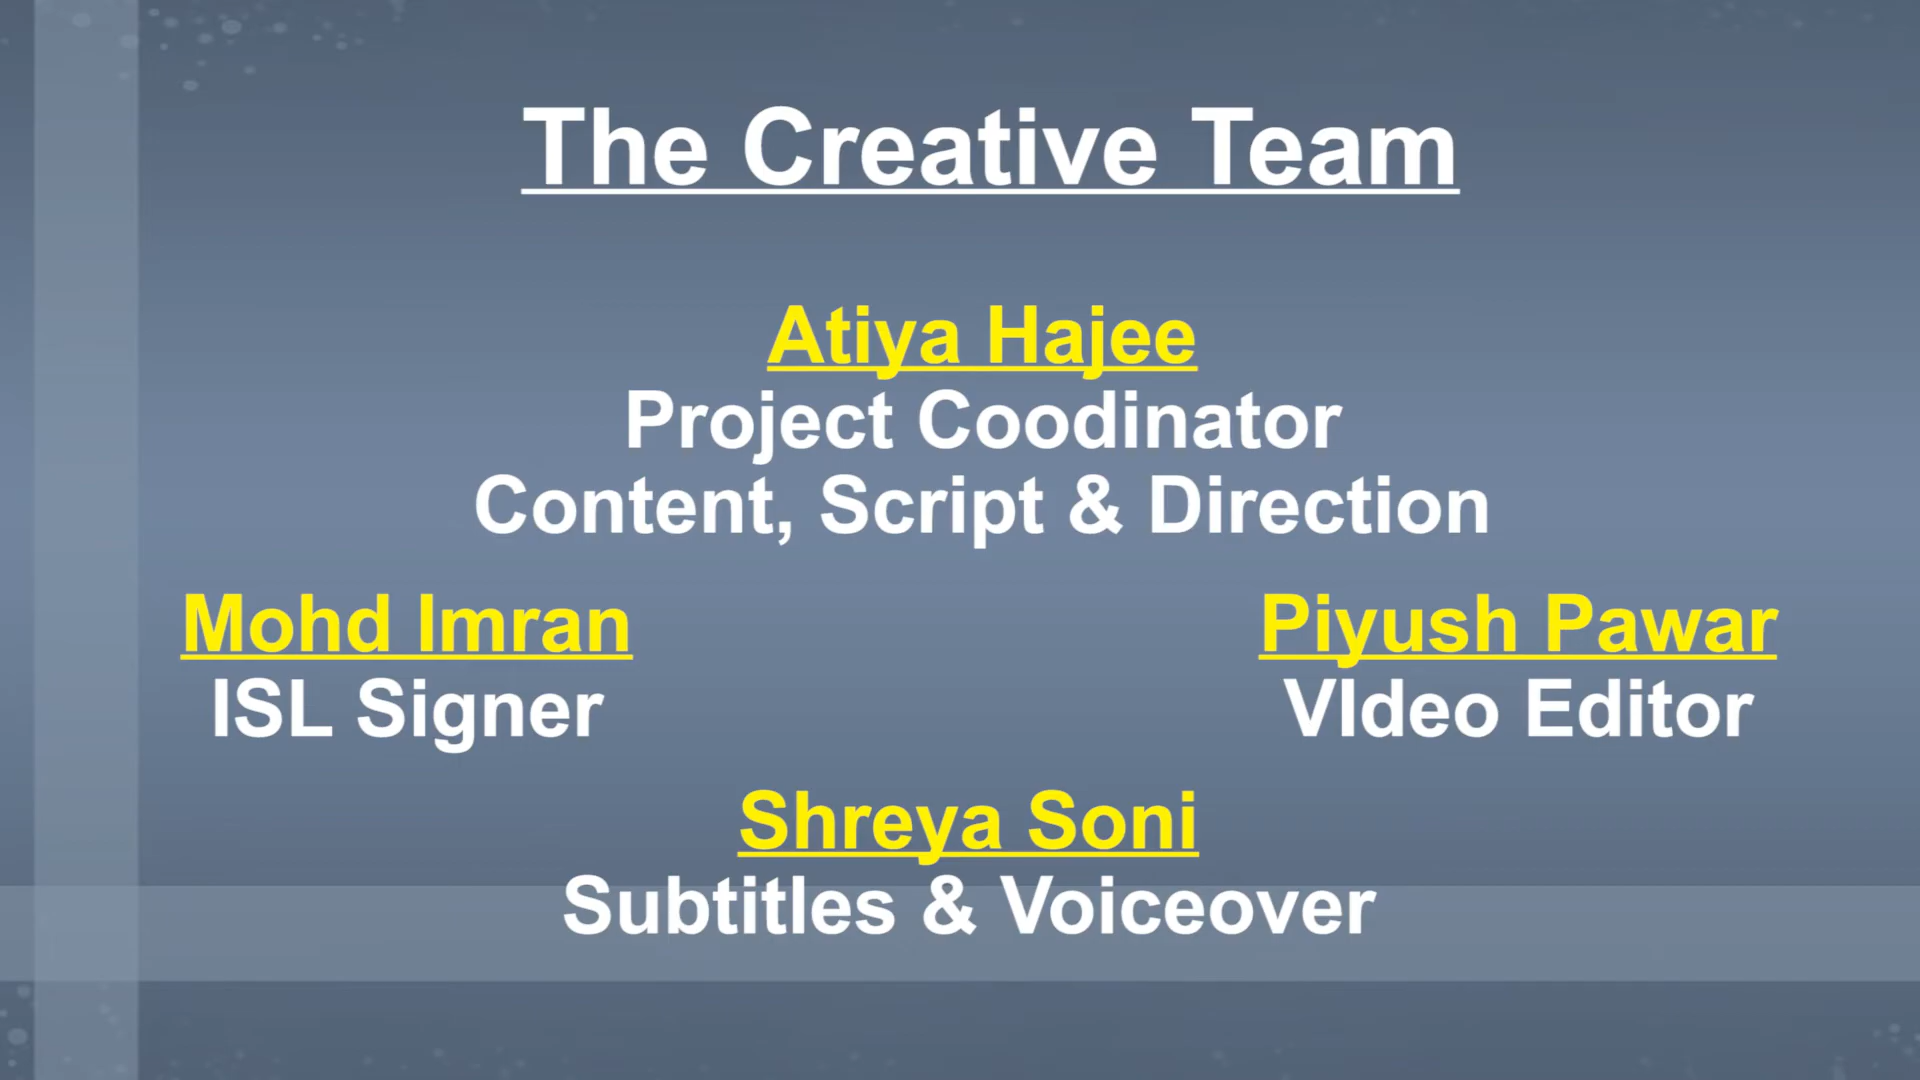 The Creative Team
Atiya Hajee
Project Coodinator
Content, Script & Direction
Mohd Imran
ISL Signer
Piyush Pawar
VIdeo Editor
Shreya Soni
Subtitles & Voiceover